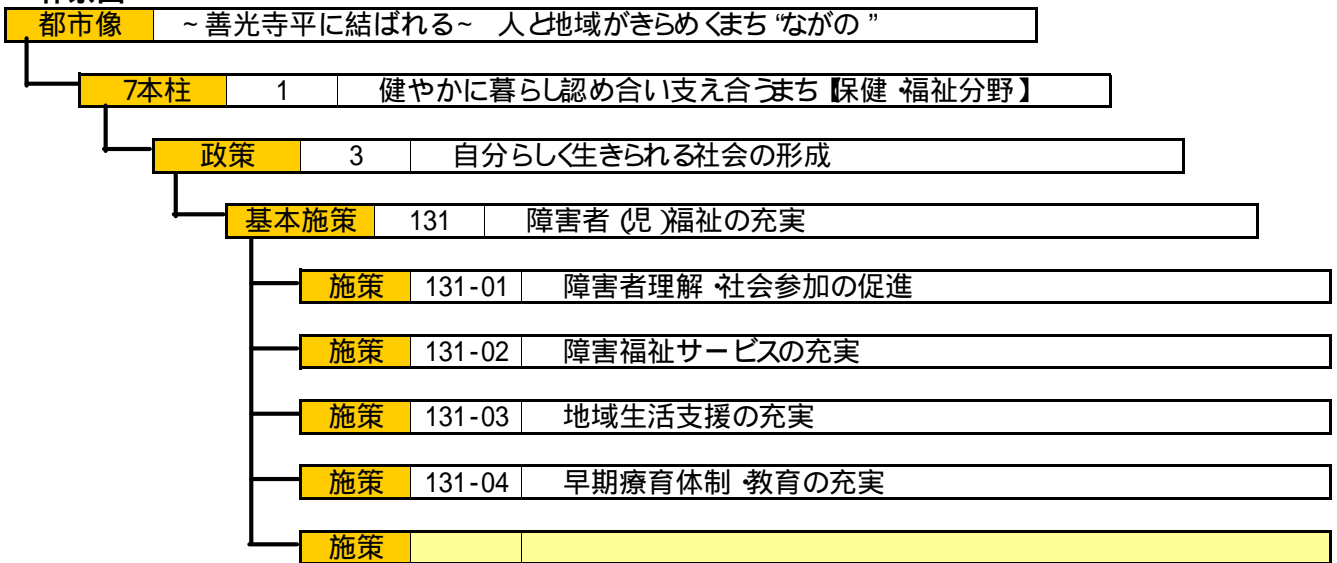 都市像 ~善光寺平に結ばれる~ 人と地域がきらめくまち“ながの”
7本柱 1 健やかに暮らし認め合い支え合うまち【保健・福祉分野】
政策 3 自分らしく生きられる社会の形成
基本施策 131 障害者(児)福祉の充実
施策 131-01 障害者理解・社会参加の促進
施策 131-02 障害福祉サービスの充実
施策 131-03 地域生活支援の充実
施策 131-04 早期療育体制・教育の充実
施策